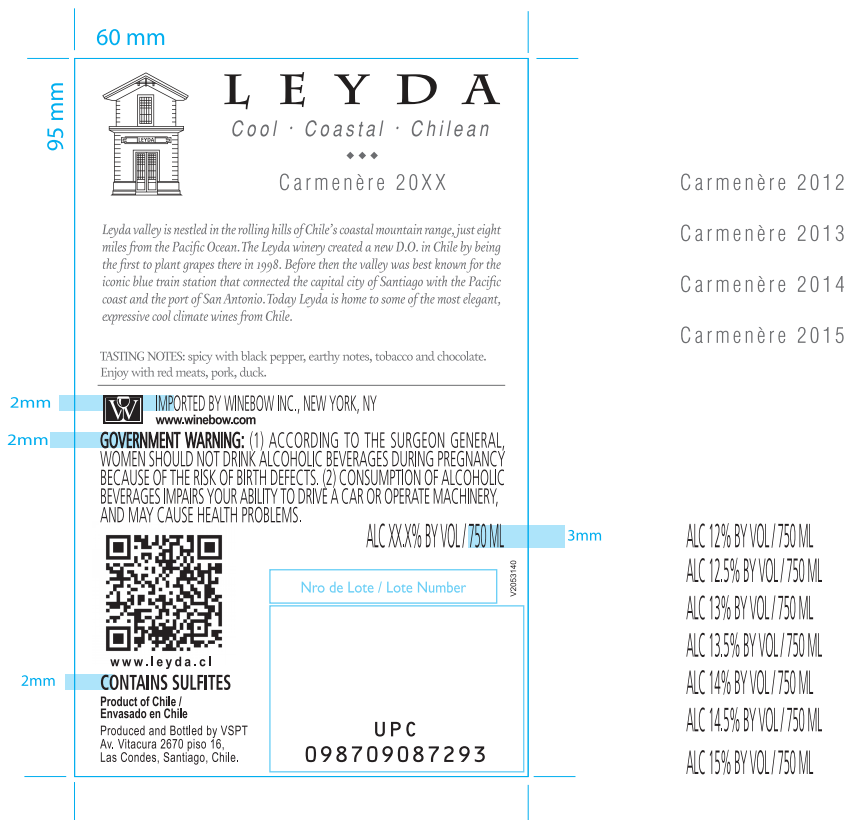 60 mm
95 mm
LEYDA
LEYDA
Cool · Coastal · Chilean
Carmenère 20XX
Leyda valley is nestled in the rolling hills of Chile's coastal mountain range, just eight
miles from the Pacific Ocean. The Leyda winery created a new D.O. in Chile by being
the first to plant grapes there in 1998. Before then the valley was best known for the
iconic blue train station that connected the capital city of Santiago with the Pacific
coast and the port of San Antonio. Today Leyda is home to some of the most elegant,
expressive cool climate wines from Chile.
TASTING NOTES: spicy with black pepper, earthy notes, tobacco and chocolate.
Enjoy with red meats, pork, duck.
2mm
W
IMPORTED BY WINEBOW INC., NEW YORK, NY
www.winebow.com
2mm
GOVERNMENT WARNING: (1) ACCORDING TO THE SURGEON GENERAL,
WOMEN SHOULD NOT DRINK ALCOHOLIC BEVERAGES DURING PREGNANCY
BECAUSE OF THE RISK OF BIRTH DEFECTS. (2) CONSUMPTION OF ALCOHOLIC
BEVERAGES IMPAIRS YOUR ABILITY TO DRIVE A CAR OR OPERATE MACHINERY,
AND MAY CAUSE HEALTH PROBLEMS.
ALC XX.X% BY VOL / 750 ML
3mm
V2053140
Nro de Lote / Lote Number
www.leyda.cl
2mm
CONTAINS SULFITES
Product of Chile /
Envasado en Chile
Produced and Bottled by VSPT
Av. Vitacura 2670 piso 16,
Las Condes, Santiago, Chile.
UPC
098709087293
Carmenère 2012
Carmenère 2013
Carmenère 2014
Carmenère 2015
ALC 12% BY VOL / 750 ML
ALC 12.5% BY VOL / 750 ML
ALC 13% BY VOL / 750 ML
ALC 13.5% BY VOL / 750 ML
ALC 14% BY VOL / 750 ML
ALC 14.5% BY VOL / 750 ML
ALC 15% BY VOL / 750 ML